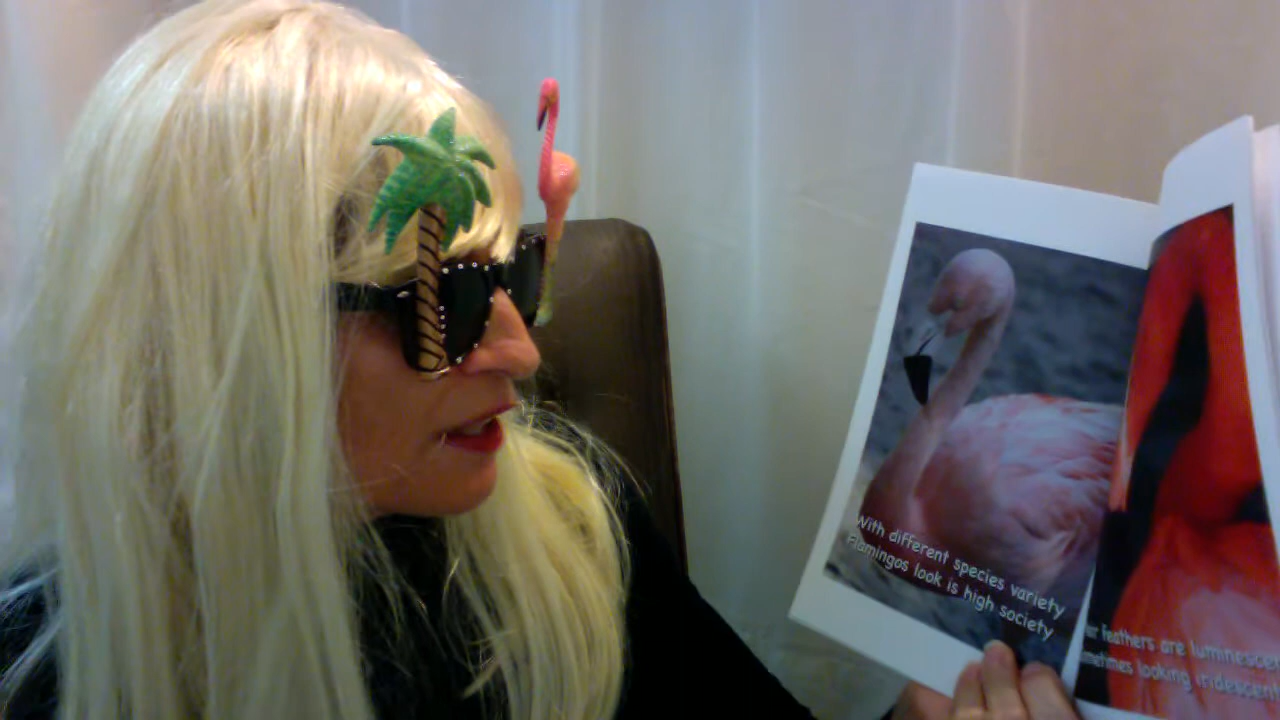 With different species variety
Flamingos look is high society
feathers are luminescent
looking iridescent